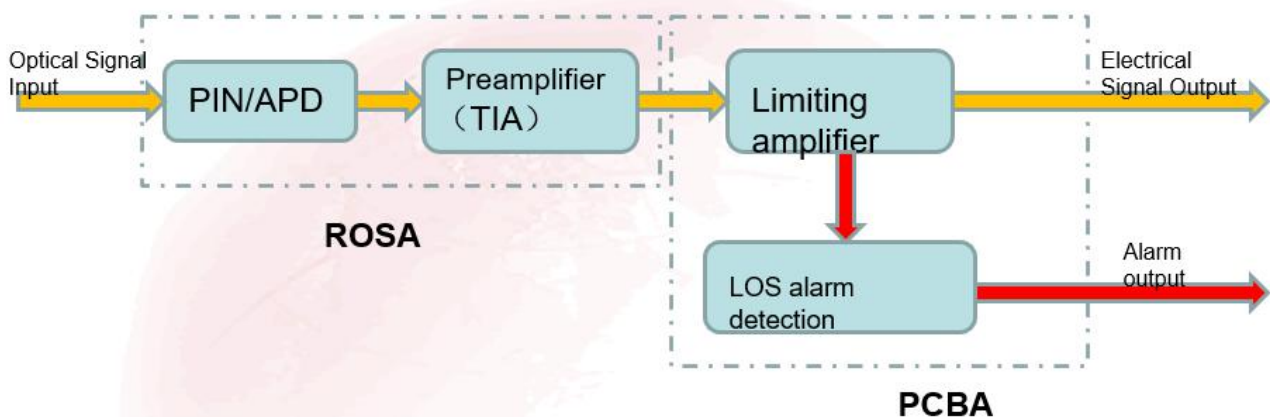 Optical Signal
Input
PIN/APD
Preamplifier
（TIA）
Limiting
amplifier
Electrical
Signal Output
ROSA
LOS alarm
detection
Alarm
output
PCBA